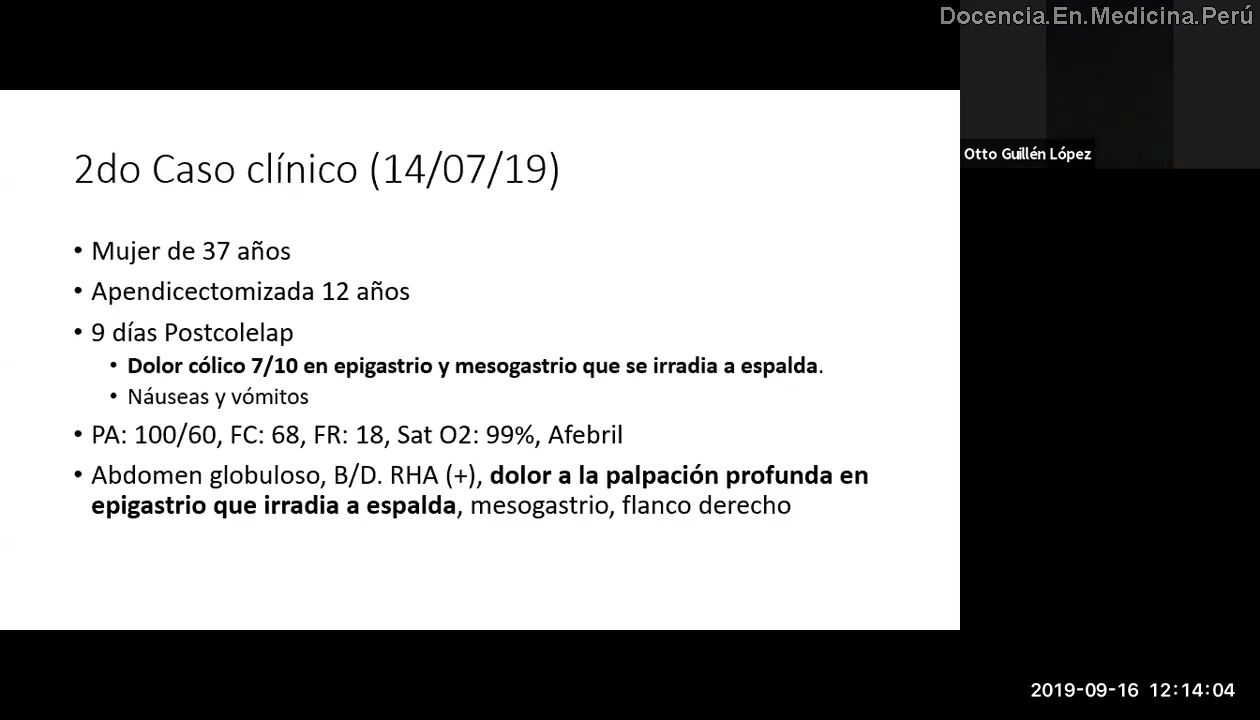 Docencia.En.Medicina.Perú
Otto Guillén López
2do Caso clínico (14/07/19)
• Mujer de 37 años
• Apendicectomizada 12 años
• 9 días Postcolelap
• Dolor cólico 7/10 en epigastrio y mesogastrio que se irradia a espalda.
• Náuseas y vómitos
• PA: 100/60, FC: 68, FR: 18, Sat O2: 99%, Afebril
• Abdomen globuloso, B/D. RHA (+), dolor a la palpación profunda en
epigastrio que irradia a espalda, mesogastrio, flanco derecho
2019-09-16 12:14:04